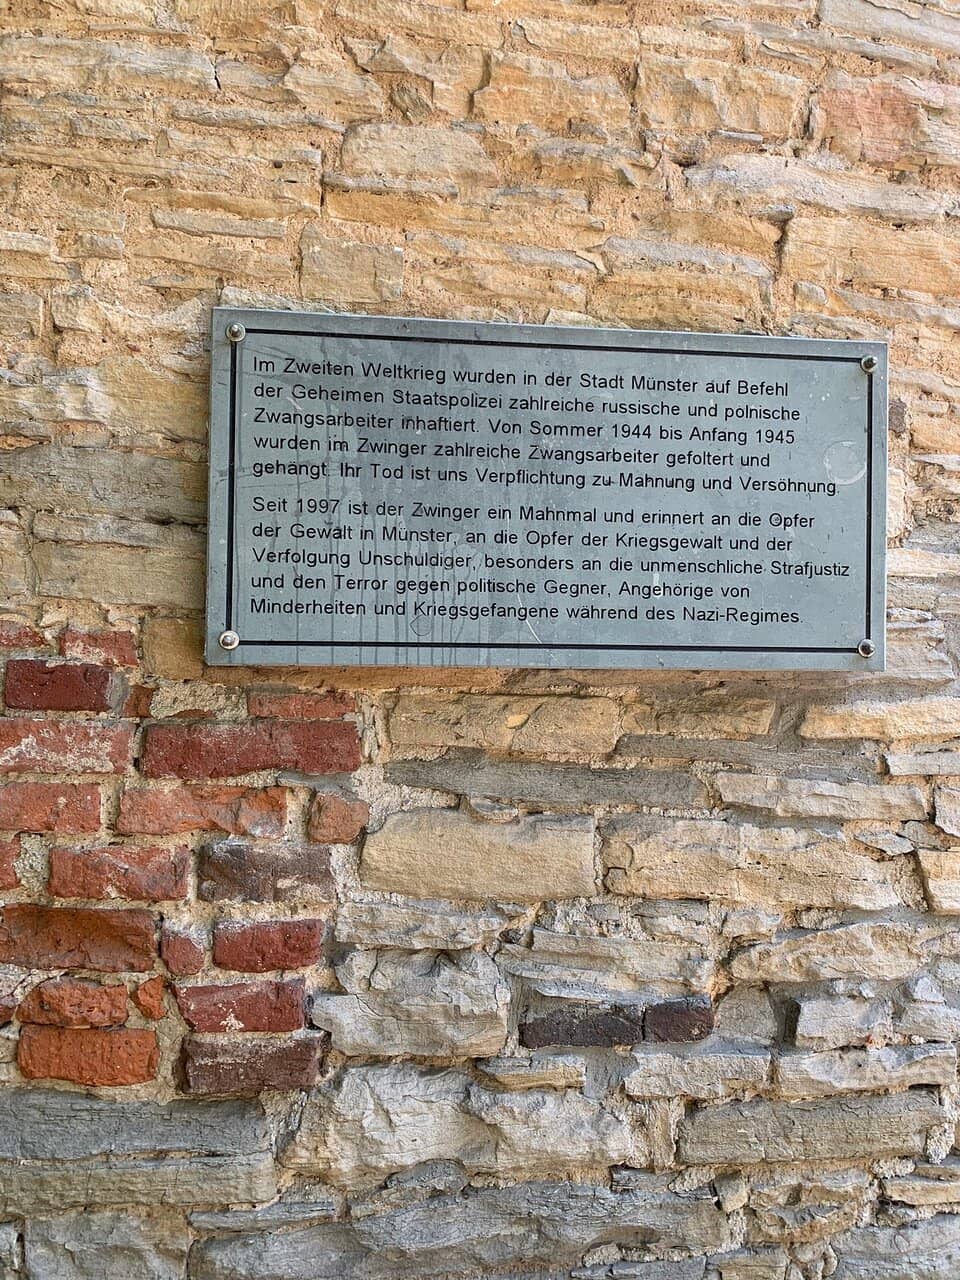 Im Zweiten Weltkrieg wurden in der Stadt Münster auf Befehl
der Geheimen Staatspolizei zahlreiche russische und polnische
Zwangsarbeiter inhaftiert. Von Sommer 1944 bis Anfang 1945
wurden im Zwinger zahlreiche Zwangsarbeiter gefoltert und
gehängt. Ihr Tod ist uns Verpflichtung zu Mahnung und Versöhnung.
Seit 1997 ist der Zwinger ein Mahnmal und erinnert an die Opfer
der Gewalt in Münster, an die Opfer der Kriegsgewalt und der
Verfolgung Unschuldiger, besonders an die unmenschliche Strafjustiz
und den Terror gegen politische Gegner, Angehörige von
Minderheiten und Kriegsgefangene während des Nazi-Regimes.